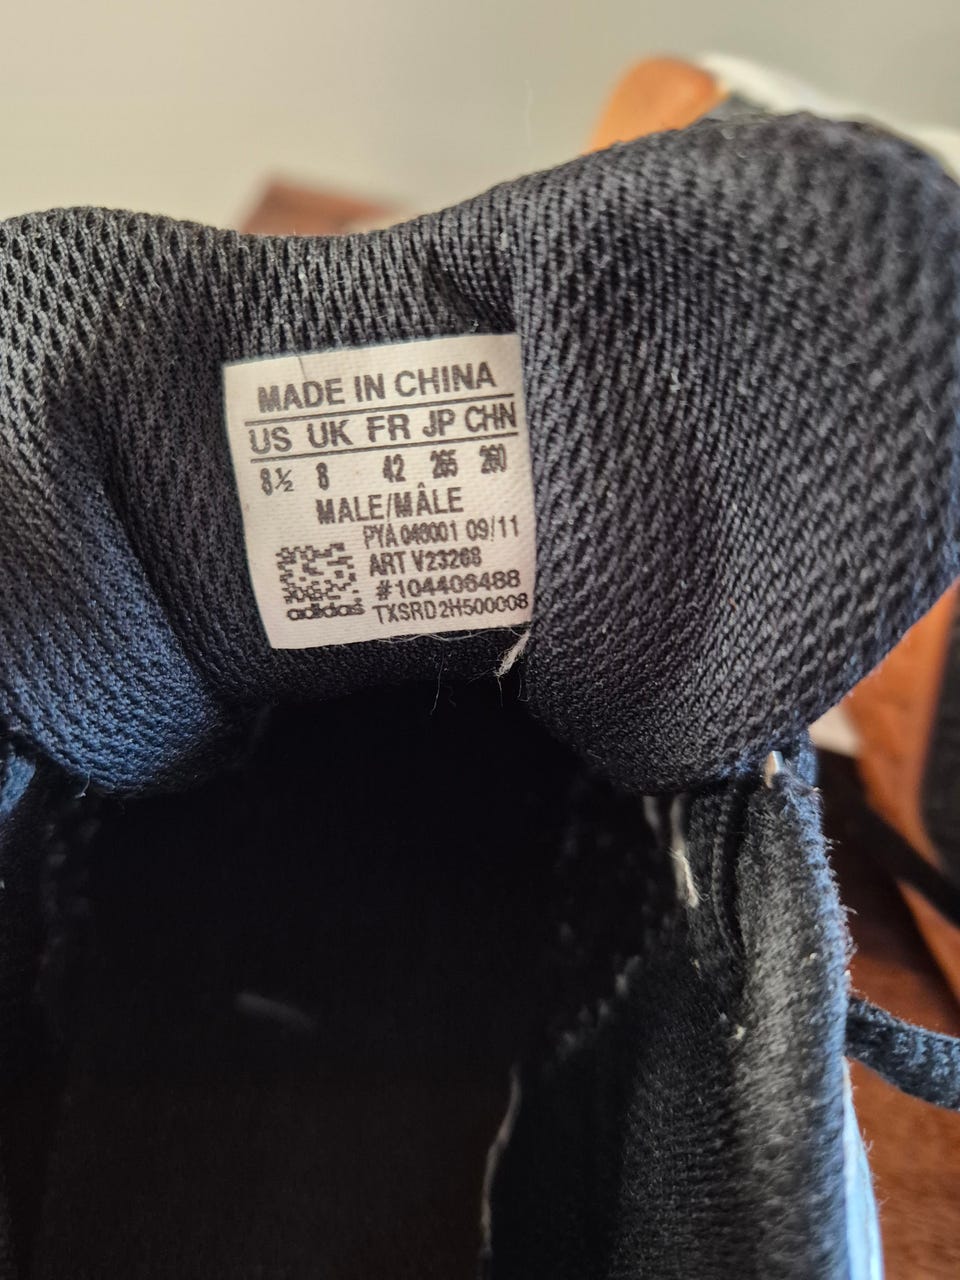 MADE IN CHINA
US UK FR JP CHN
8½ 8 42 265 260
MALE/MÂLE
PYA 046001 09/11
ART V23268
#104406488
adidas TXSRD2H500008